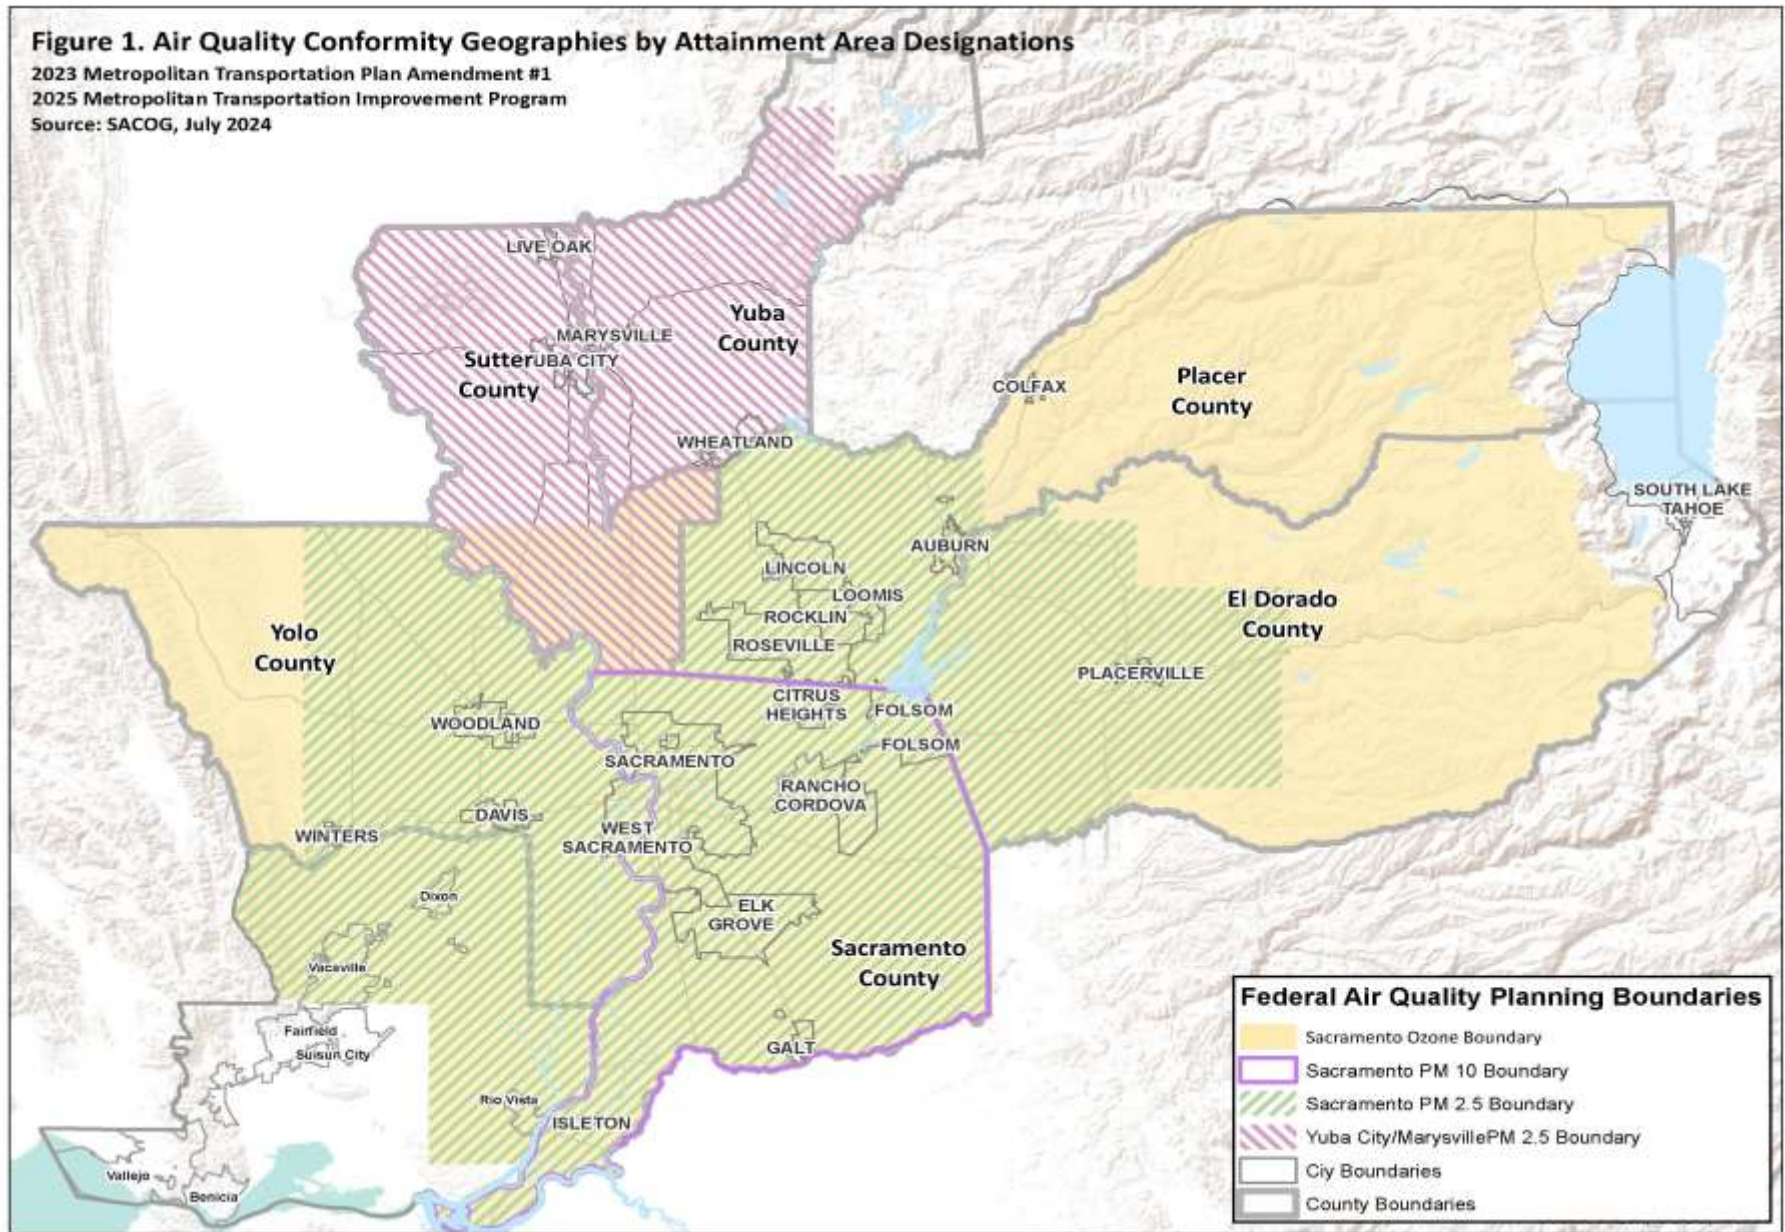 Figure 1. Air Quality Conformity Geographies by Attainment Area Designations
2023 Metropolitan Transportation Plan Amendment #1
2025 Metropolitan Transportation Improvement Program
Source: SACOG, July 2024
LIVE OAK
Yuba
County
MARYSVILLE
Sutter
UBA CITY
County
WHEATLAND
COLFAX
Placer
County
SOUTH LAKE
TAHOE
AUBURN
LINCOLN
LOOMIS
ROCKLIN
ROSEVILLE
El Dorado
County
Yolo
County
PLACERVILLE
CITRUS
HEIGHTS
FOLSOM
WOODLAND
FOLSOM
SACRAMENTO
RANCHO
CORDOVA
DAVIS
WINTERS
WEST
SACRAMENTO
Dixon
ELK
GROVE
Sacramento
County
Vacaville
Fairfield
Suisun City
GALT
Rio Vista
ISLETON
Vallejo
Benicia
Federal Air Quality Planning Boundaries
Sacramento Ozone Boundary
Sacramento PM 10 Boundary
Sacramento PM 2.5 Boundary
Yuba City/MarysvillePM 2.5 Boundary
Ciy Boundaries
County Boundaries